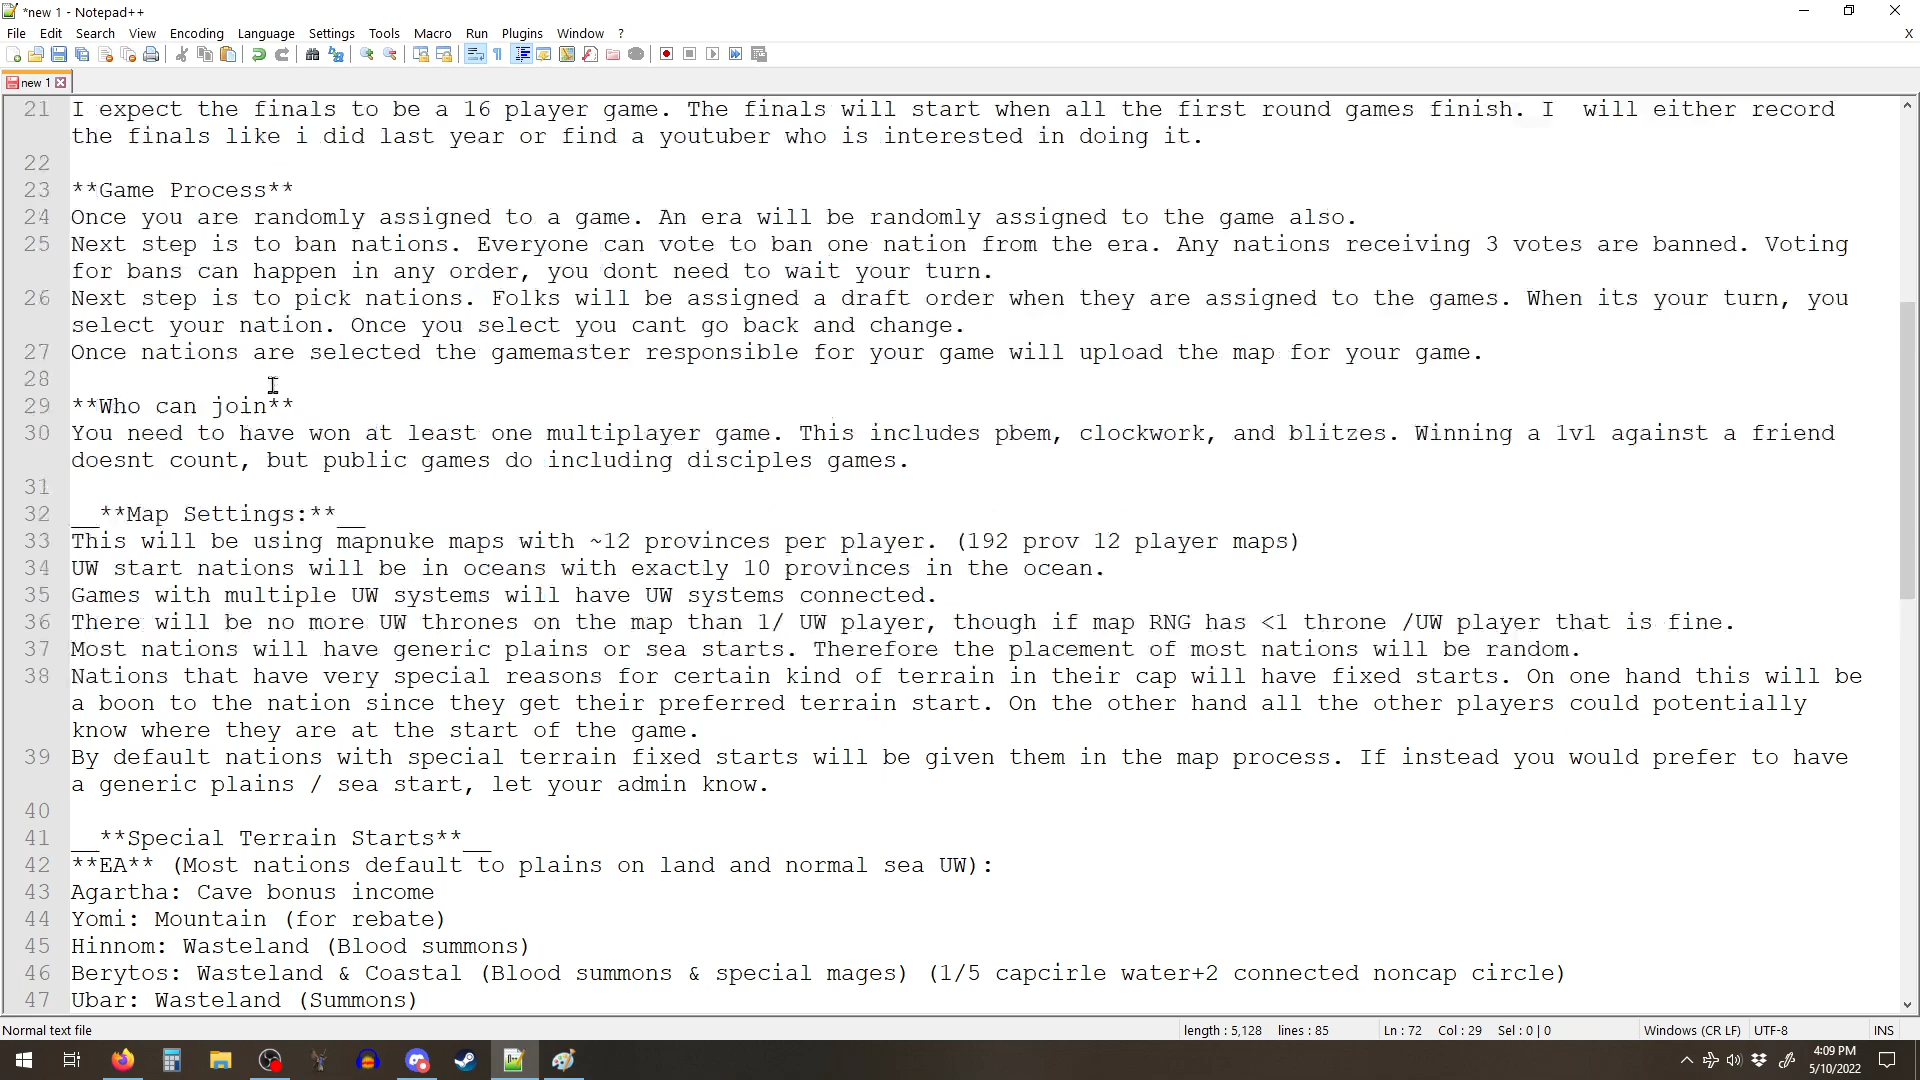 *new 1 - Notepad++
File Edit Search View Encoding Language Settings Tools Macro Run Plugins Window ? X
new 1
21 I expect the finals to be a 16 player game. The finals will start when all the first round games finish. I  will either record
the finals like i did last year or find a youtuber who is interested in doing it.
22
23 **Game Process**
24 Once you are randomly assigned to a game. An era will be randomly assigned to the game also.
25 Next step is to ban nations. Everyone can vote to ban one nation from the era. Any nations receiving 3 votes are banned. Voting
for bans can happen in any order, you dont need to wait your turn.
26 Next step is to pick nations. Folks will be assigned a draft order when they are assigned to the games. When its your turn, you
select your nation. Once you select you cant go back and change.
27 Once nations are selected the gamemaster responsible for your game will upload the map for your game.
28
29 **Who can join**
30 You need to have won at least one multiplayer game. This includes pbem, clockwork, and blitzes. Winning a 1v1 against a friend
doesnt count, but public games do including disciples games.
31
32 __**Map Settings:**__
33 This will be using mapnuke maps with ~12 provinces per player. (192 prov 12 player maps)
34 UW start nations will be in oceans with exactly 10 provinces in the ocean.
35 Games with multiple UW systems will have UW systems connected.
36 There will be no more UW thrones on the map than 1/ UW player, though if map RNG has <1 throne /UW player that is fine.
37 Most nations will have generic plains or sea starts. Therefore the placement of most nations will be random.
38 Nations that have very special reasons for certain kind of terrain in their cap will have fixed starts. On one hand this will be
a boon to the nation since they get their preferred terrain start. On the other hand all the other players could potentially
know where they are at the start of the game.
39 By default nations with special terrain fixed starts will be given them in the map process. If instead you would prefer to have
a generic plains / sea start, let your admin know.
40
41 __**Special Terrain Starts**__
42 **EA** (Most nations default to plains on land and normal sea UW):
43 Agartha: Cave bonus income
44 Yomi: Mountain (for rebate)
45 Hinnom: Wasteland (Blood summons)
46 Berytos: Wasteland & Coastal (Blood summons & special mages) (1/5 capcirle water+2 connected noncap circle)
47 Ubar: Wasteland (Summons)
Normal text file length : 5,128 lines : 85 Ln : 72 Col : 29 Sel : 0 | 0 Windows (CR LF) UTF-8 INS
4:09 PM
5/10/2022